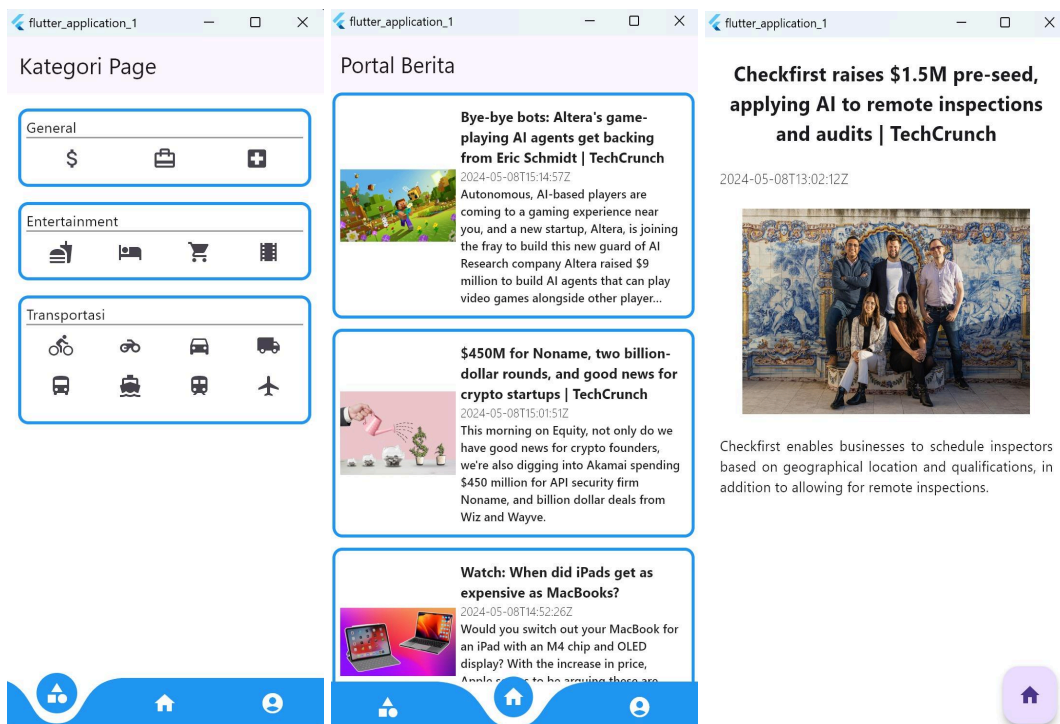 flutter_application_1
Kategori Page
General
Entertainment
Transportasi
flutter_application_1
Portal Berita
Bye-bye bots: Altera's game-
playing AI agents get backing
from Eric Schmidt | TechCrunch
2024-05-08T15:14:57Z
Autonomous, AI-based players are
coming to a gaming experience near
you, and a new startup, Altera, is joining
the fray to build this new guard of AI
Research company Altera raised $9
million to build AI agents that can play
video games alongside other player...
$450M for Noname, two billion-
dollar rounds, and good news for
crypto startups | TechCrunch
2024-05-08T15:01:51Z
This morning on Equity, not only do we
have good news for crypto founders,
we're also digging into Akamai spending
$450 million for API security firm
Noname, and billion dollar deals from
Wiz and Wayve.
Watch: When did iPads get as
expensive as MacBooks?
2024-05-08T14:52:26Z
Would you switch out your MacBook for
an iPad with an M4 chip and OLED
display? With the increase in price,
Apple to be arguing these are
flutter_application_1
Checkfirst raises $1.5M pre-seed,
applying AI to remote inspections
and audits | TechCrunch
2024-05-08T13:02:12Z
Checkfirst enables businesses to schedule inspectors
based on geographical location and qualifications, in
addition to allowing for remote inspections.